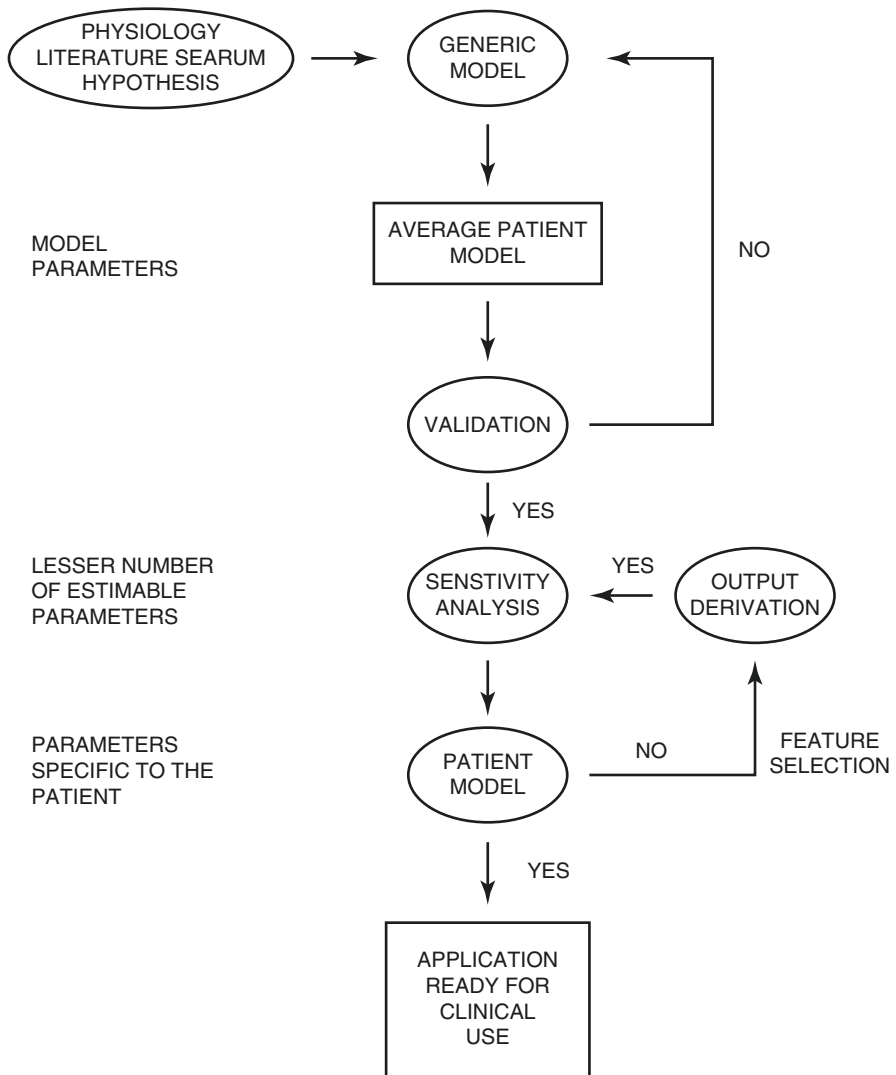 PHYSIOLOGY
LITERATURE SEARUM
HYPOTHESIS
GENERIC
MODEL
MODEL
PARAMETERS
AVERAGE PATIENT
MODEL
NO
VALIDATION
YES
LESSER NUMBER
OF ESTIMABLE
PARAMETERS
SENSTIVITY
ANALYSIS
YES
OUTPUT
DERIVATION
PARAMETERS
SPECIFIC TO THE
PATIENT
PATIENT
MODEL
NO
FEATURE
SELECTION
YES
APPLICATION
READY FOR
CLINICAL
USE